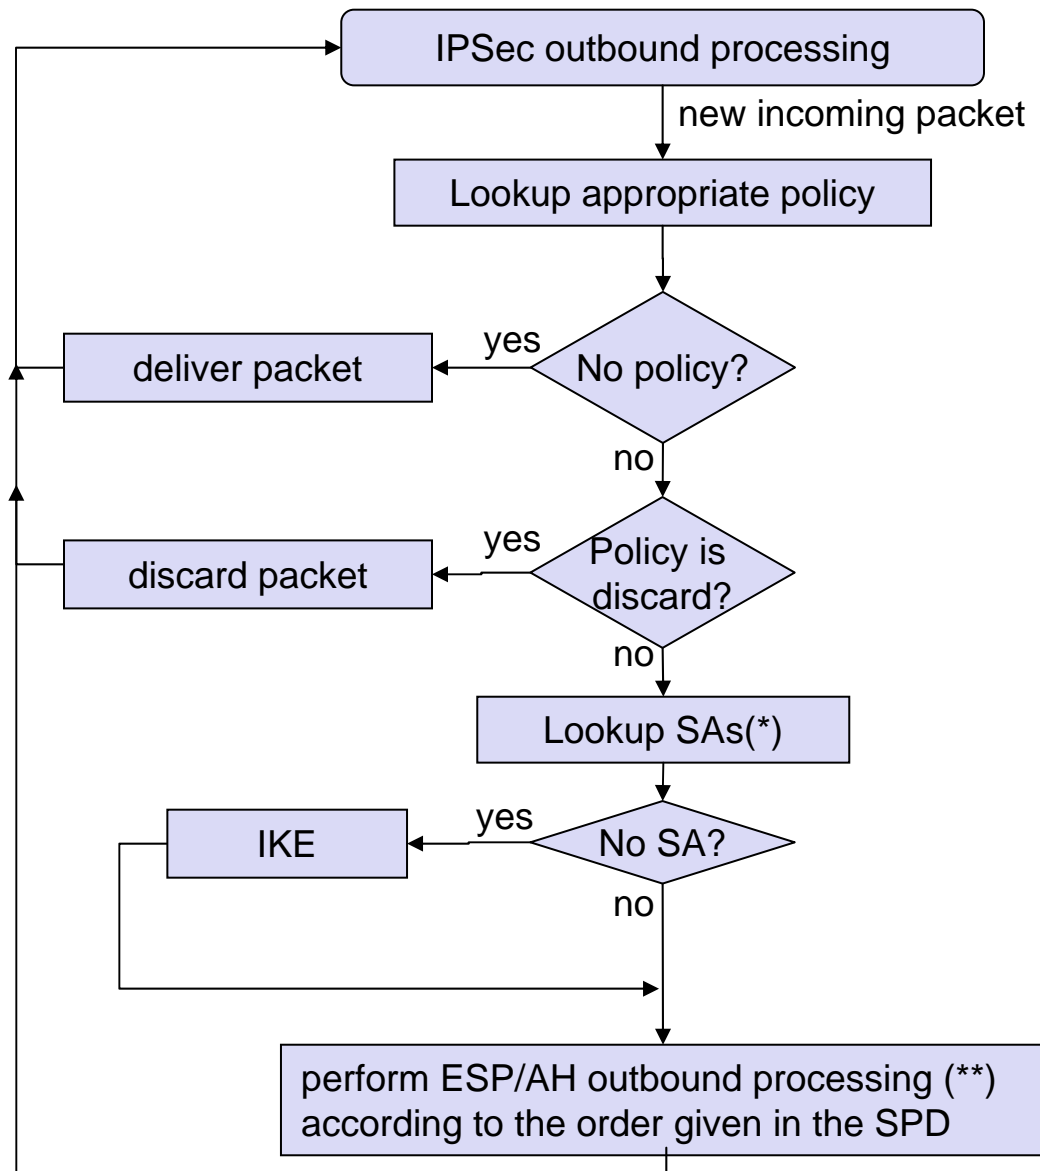 IPSec outbound processing
new incoming packet
Lookup appropriate policy
yes
deliver packet
No policy?
no
yes
discard packet
Policy is
discard?
no
Lookup SAs(*)
yes
IKE
No SA?
no
perform ESP/AH outbound processing (**)
according to the order given in the SPD